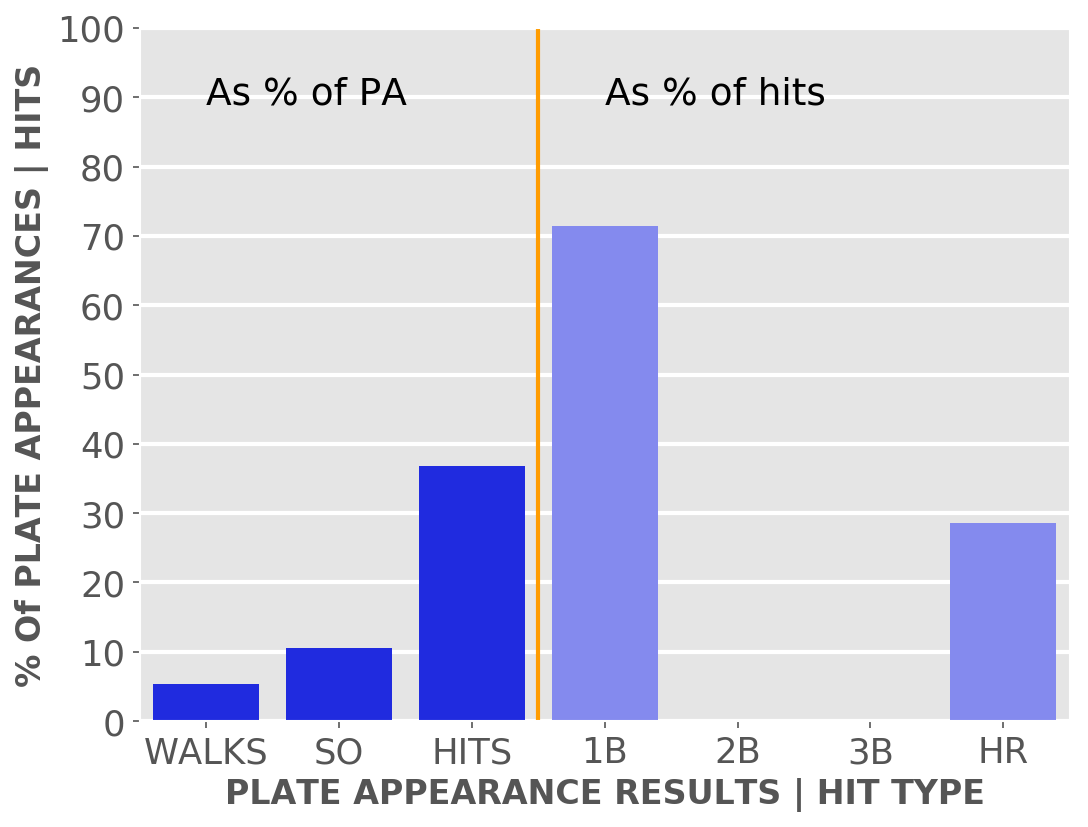 % Of PLATE APPEARANCES | HITS
100
90
80
70
60
50
40
30
20
10
0
As % of PA
As % of hits
WALKS SO HITS 1B 2B 3B HR
PLATE APPEARANCE RESULTS | HIT TYPE